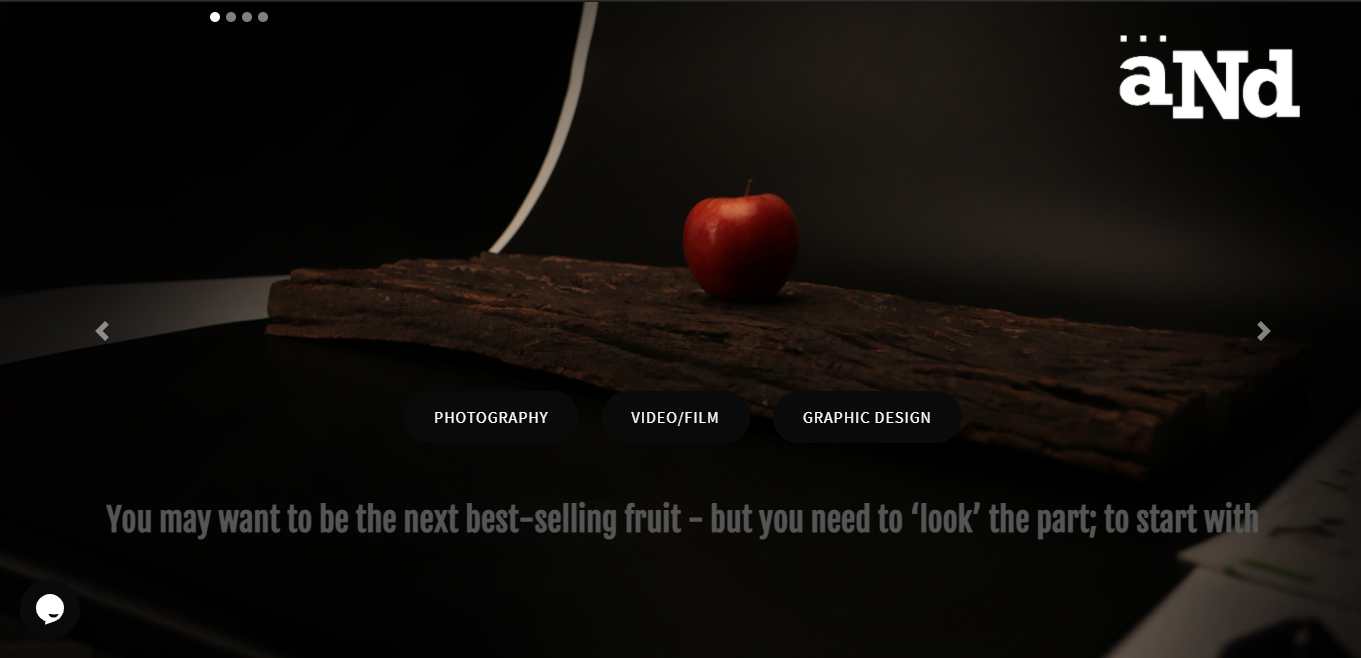 ...
aNd
PHOTOGRAPHY
VIDEO/FILM
GRAPHIC DESIGN
You may want to be the next best-selling fruit - but you need to ‘look’ the part; to start with